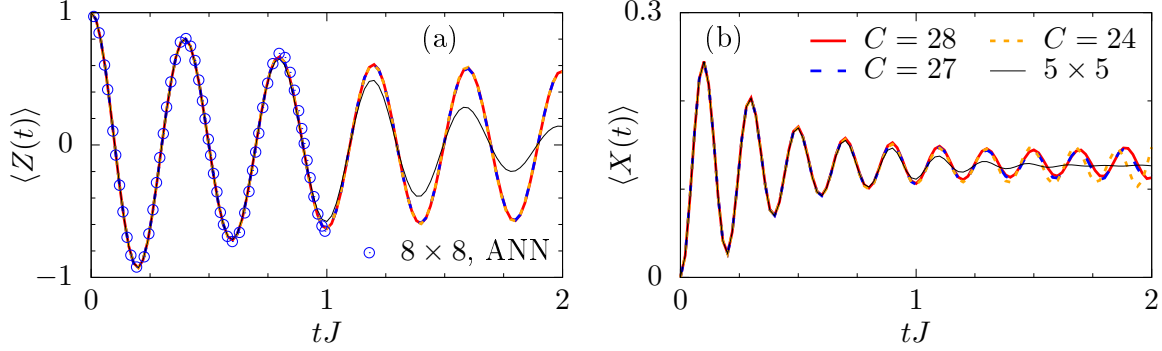 1
0
−1
⟨Z(t)⟩
(a)
8 × 8, ANN
0
1
2
tJ
0.3
0
⟨X(t)⟩
(b)
C = 28
C = 24
C = 27
5 × 5
0
1
2
tJ